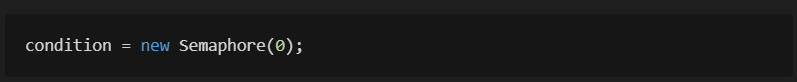 condition = new Semaphore(0);